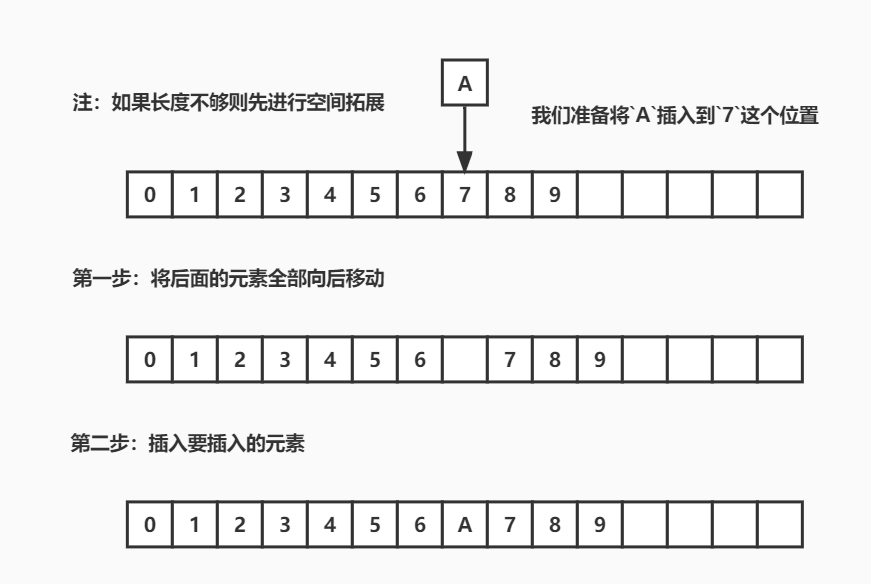 A
注：如果长度不够则先进行空间拓展
我们准备将`A`插入到`7`这个位置
0 1 2 3 4 5 6 7 8 9
第一步：将后面的元素全部向后移动
0 1 2 3 4 5 6 7 8 9
第二步：插入要插入的元素
0 1 2 3 4 5 6 A 7 8 9